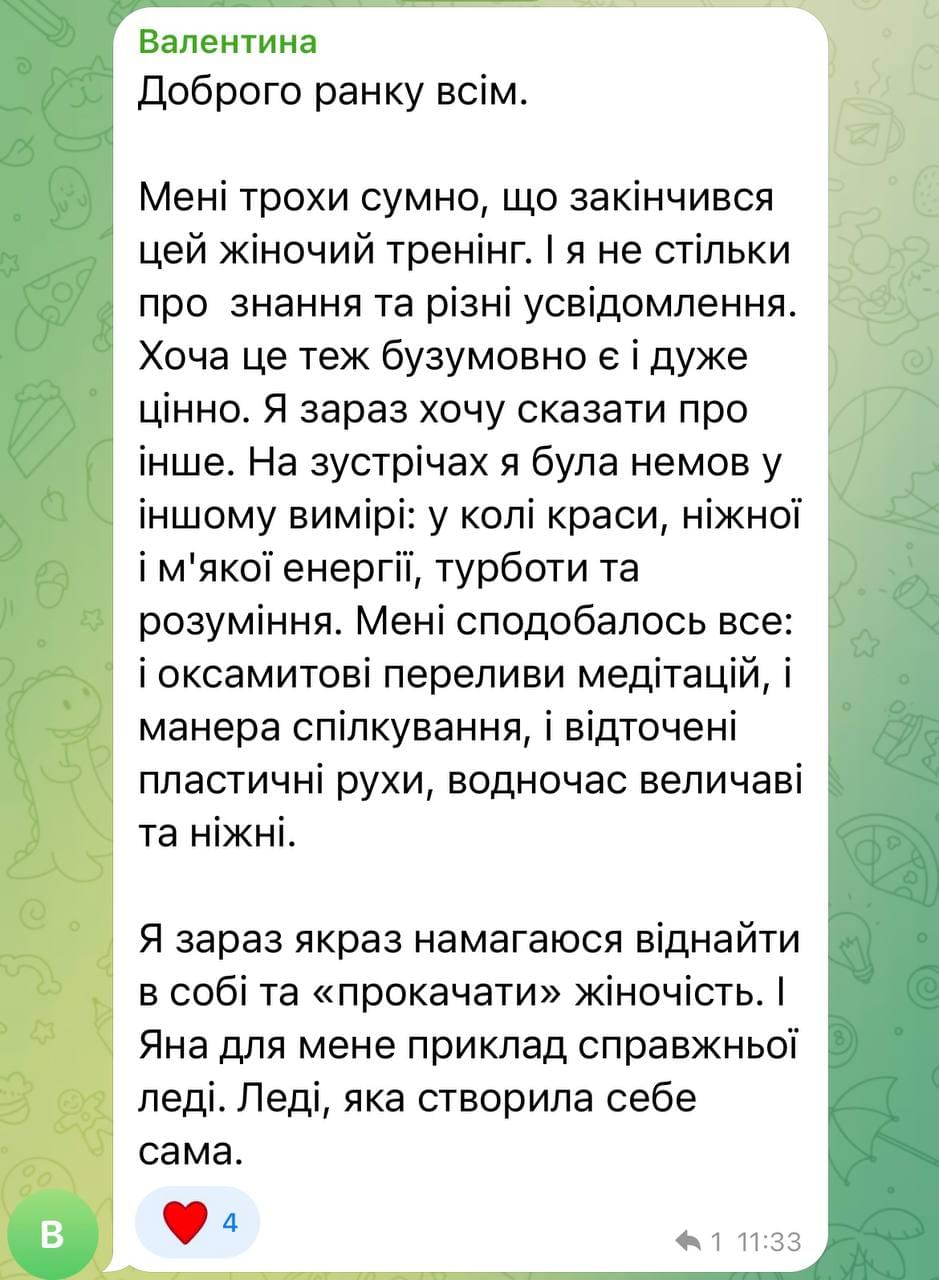 Валентина
Доброго ранку всім.
Мені трохи сумно, що закінчився
цей жіночий тренінг. І я не стільки
про  знання та різні усвідомлення.
Хоча це теж бузумовно є і дуже
цінно. Я зараз хочу сказати про
інше. На зустрічах я була немов у
іншому вимірі: у колі краси, ніжної
і м'якої енергії, турботи та
розуміння. Мені сподобалось все:
і оксамитові переливи медітацій, і
манера спілкування, і відточені
пластичні рухи, водночас величаві
та ніжні.
Я зараз якраз намагаюся віднайти
в собі та «прокачати» жіночість. І
Яна для мене приклад справжньої
леді. Леді, яка створила себе
сама.
В
4
1 11:33